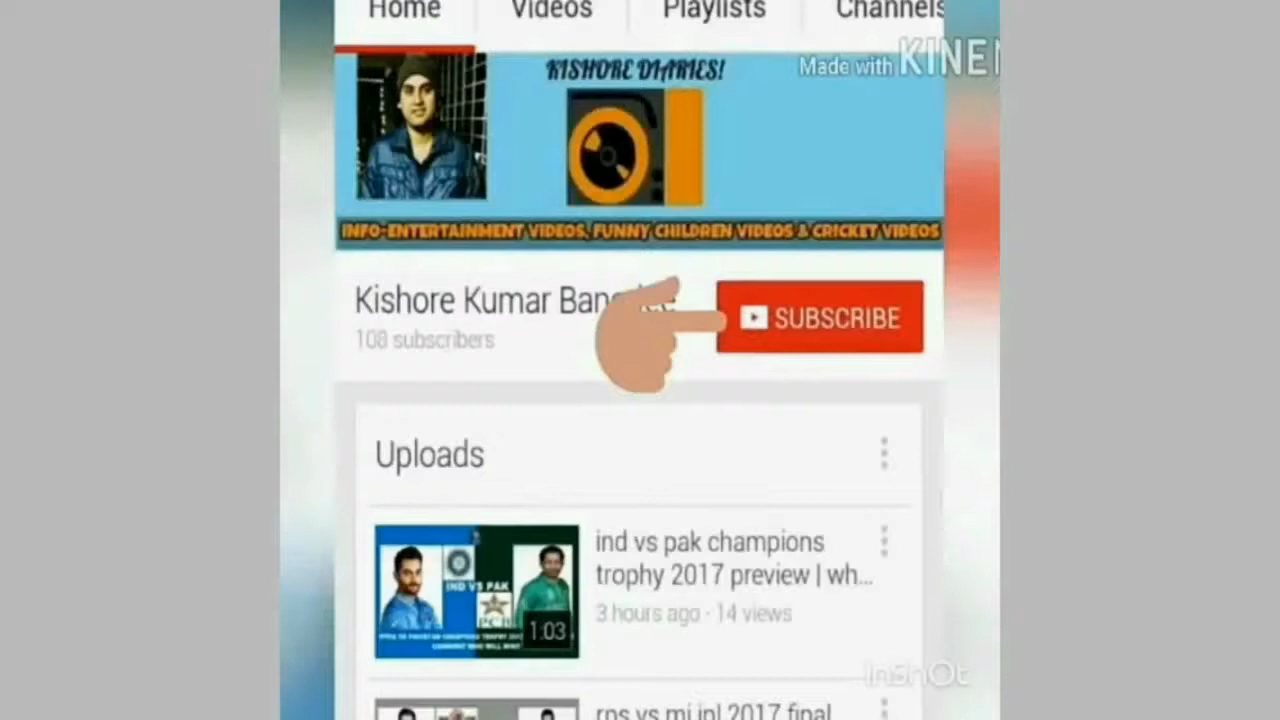 Home Videos Playlists Channels
Made with KINE
KISHORE DIARIES!
INFO-ENTERTAINMENT VIDEOS, FUNNY CHILDREN VIDEOS & CRICKET VIDEOS
Kishore Kumar
SUBSCRIBE
108 subscribers
Uploads
ind vs pak champions
trophy 2017 preview | wh...
3 hours ago · 14 views
IND VS PAK
PCB
1:03
InShOt
rps vs mi ipl 2017 final